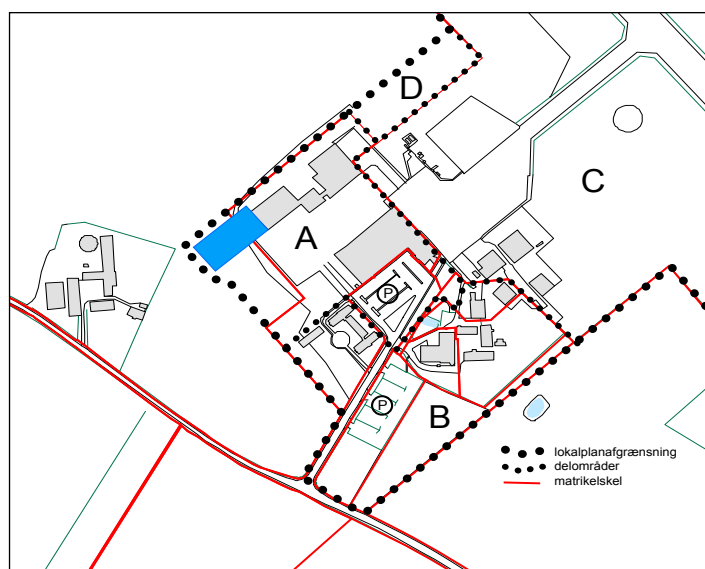 D
C
A
P
P
B
lokalplanafgrænsning
delområder
matrikelskel